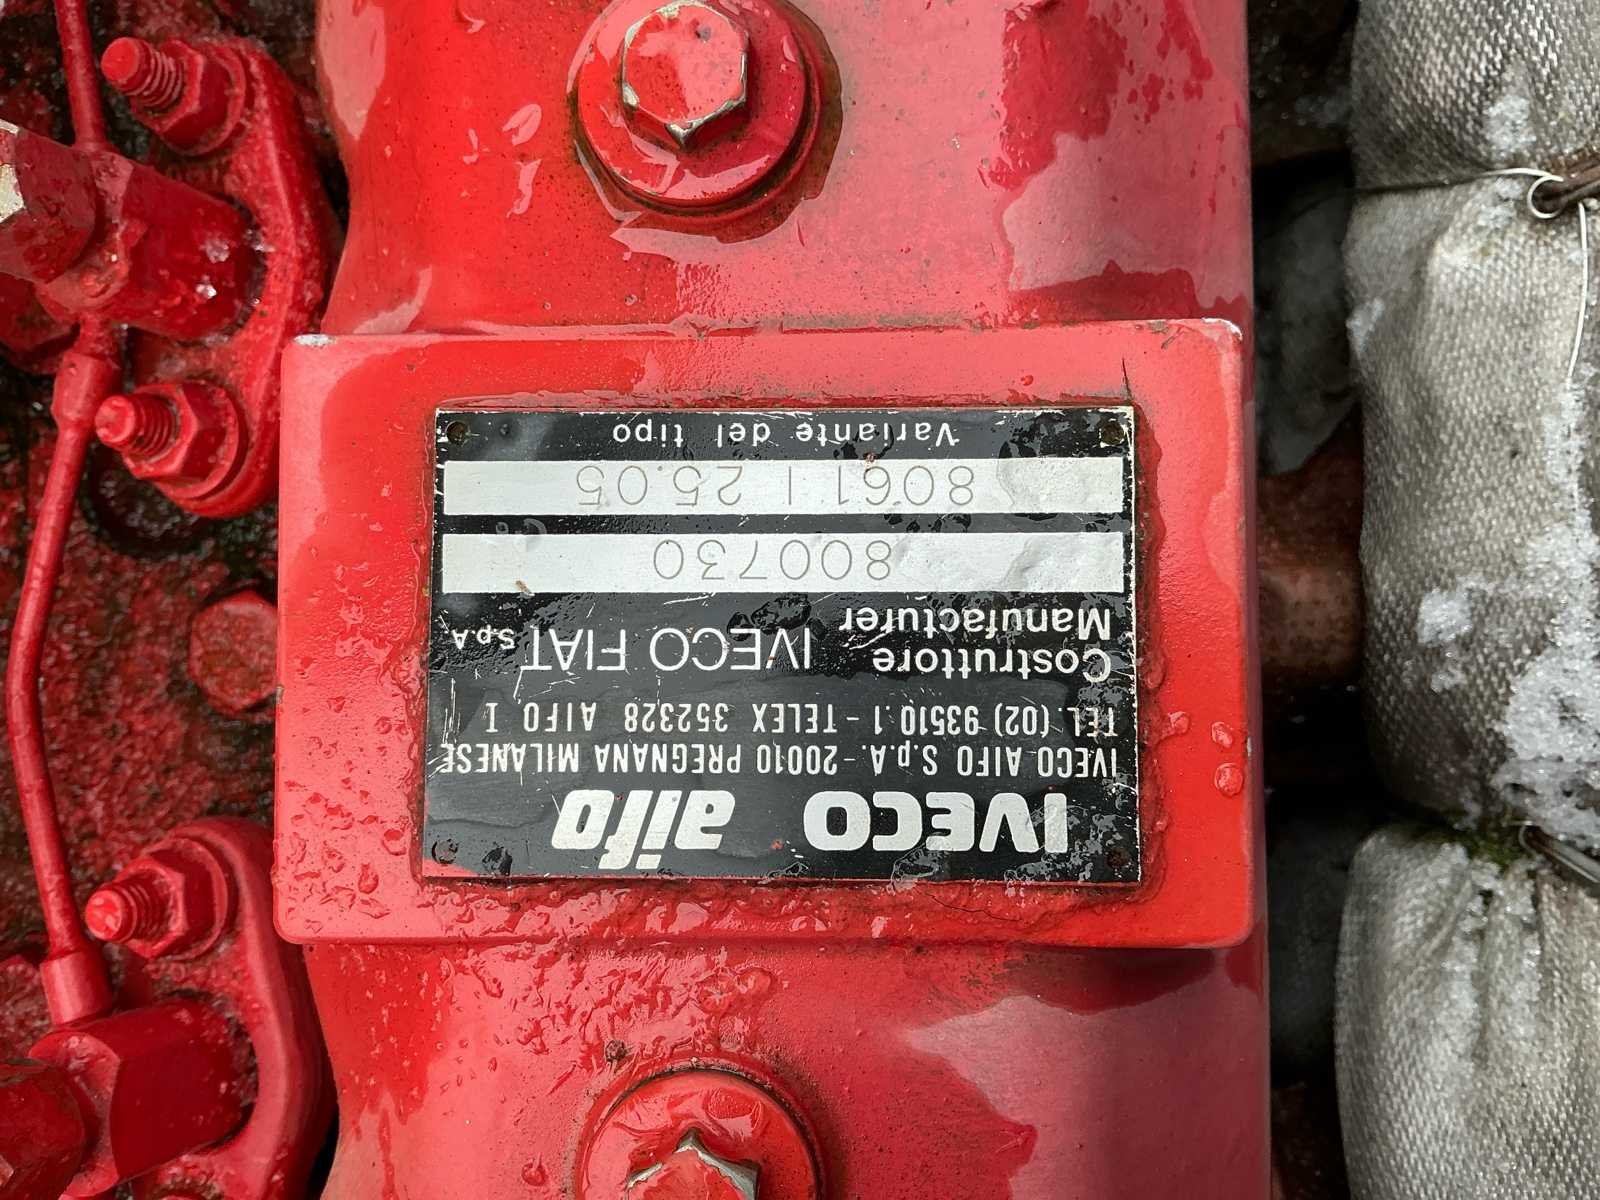 IVECO aifo
IVECO AIFO S.p.A. - 20010 PREGNANA MILANESE
TEL. (02) 93510.1 - TELEX 352328 AIFO I
Costruttore
Manufacturer
IVECO FIAT S.p.A.
800730
8061 I 25.05
Variante del tipo